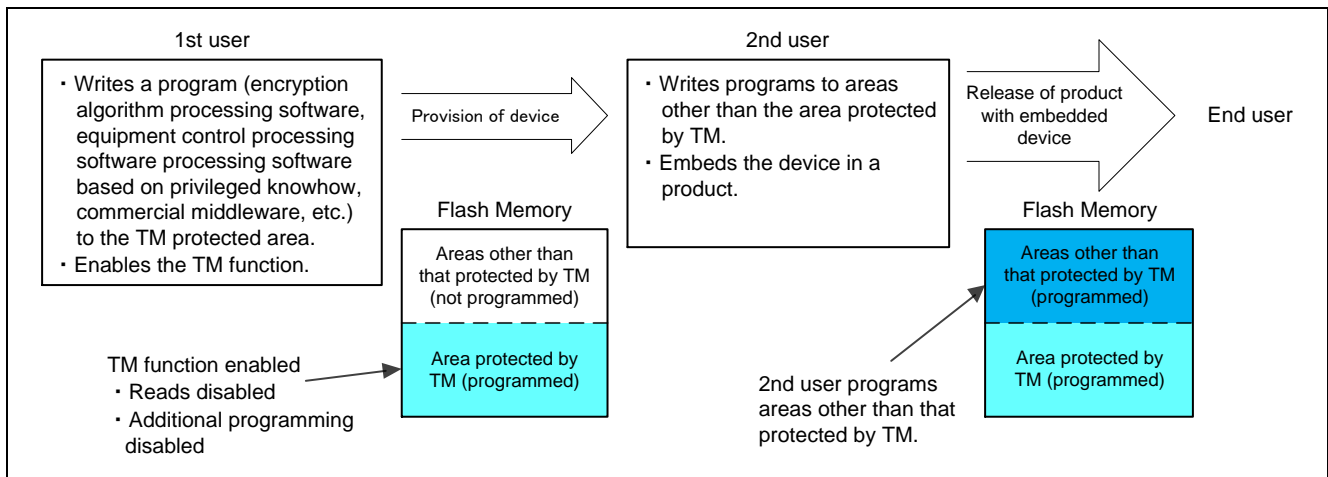 1st user
・Writes a program (encryption
algorithm processing software,
equipment control processing
software processing software
based on privileged knowhow,
commercial middleware, etc.)
to the TM protected area.
・Enables the TM function.
Provision of device
2nd user
・Writes programs to areas
other than the area protected
by TM.
・Embeds the device in a
product.
Release of product
with embedded
device
End user
Flash Memory
Areas other than
that protected by TM
(not programmed)
Area protected by
TM (programmed)
TM function enabled
・Reads disabled
・Additional programming
disabled
Flash Memory
Areas other than
that protected by TM
(programmed)
Area protected by
TM (programmed)
2nd user programs
areas other than that
protected by TM.